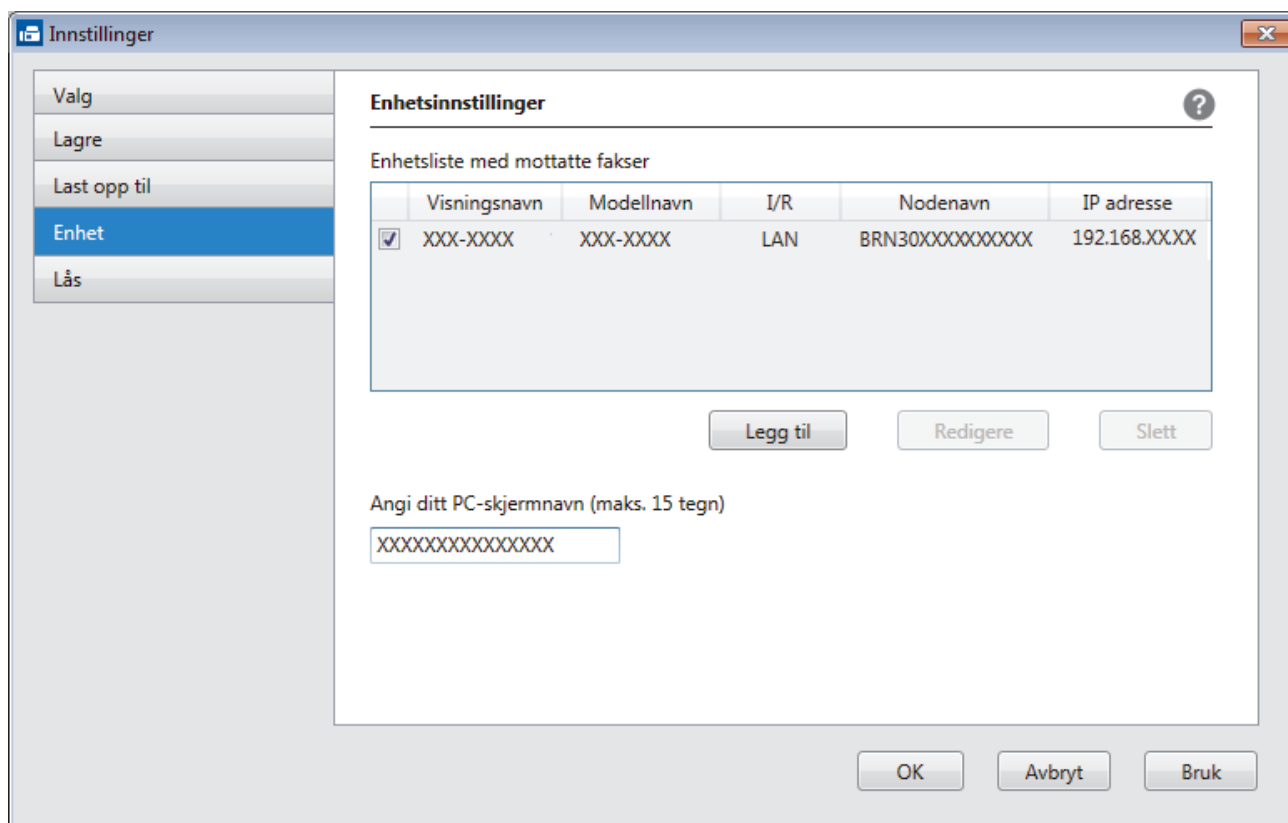 Innstillinger
Valg
Lagre
Last opp til
Enhet
Lås
Enhetsinnstillinger
?
Enhetsliste med mottatte fakser
Visningsnavn Modellnavn I/R Nodenavn IP adresse
XXX-XXXX XXX-XXXX LAN BRN30XXXXXXXXXX 192.168.XX.XX
Legg til Redigere Slett
Angi ditt PC-skjermnavn (maks. 15 tegn)
XXXXXXXXXXXXXXX
OK Avbryt Bruk